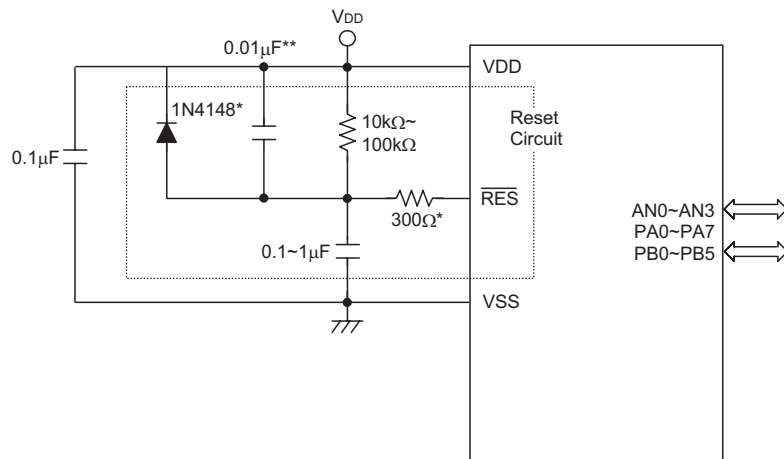 VDD
0.01μF**
VDD
1N4148*
10kΩ~
100kΩ
Reset
Circuit
0.1μF
300Ω*
RES
AN0~AN3
PA0~PA7
PB0~PB5
0.1~1μF
VSS